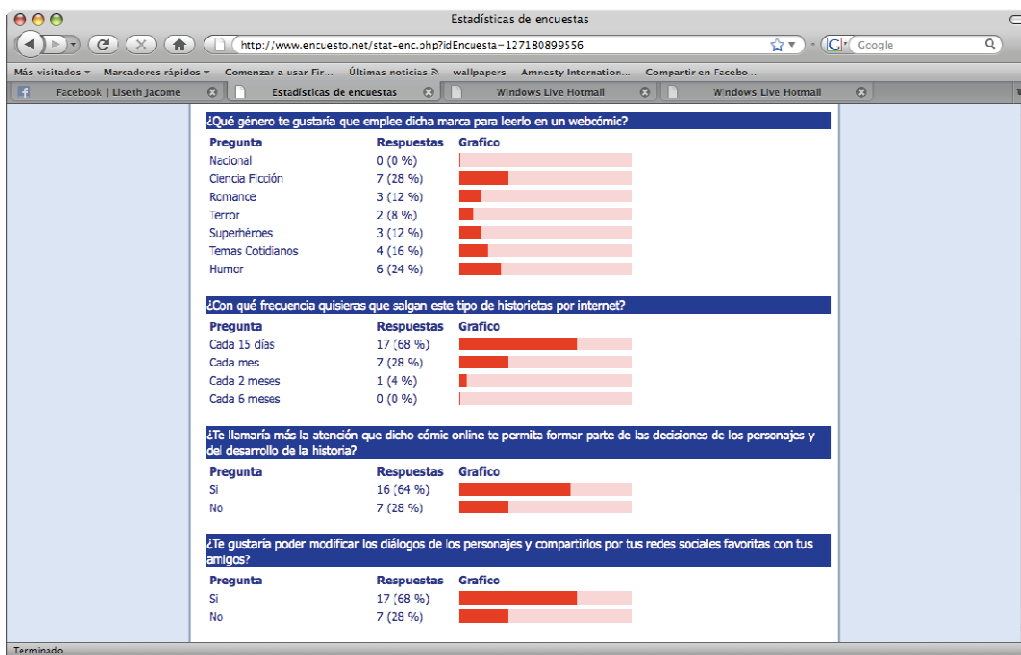 Estadísticas de encuestas
http://www.encuesto.net/stat-enc.php?idEncuesta=127180899556
Google
Más visitados Marcadores rápidos Comenzar a usar Fir... Últimas noticias wallpapers Amnesty Internation... Compartir en Facebo...
Facebook | Liseth Jacome Estadísticas de encuestas Windows Live Hotmail Windows Live Hotmail
¿Qué género te gustaría que emplee dicha marca para leerlo en un webcómic?
Pregunta Respuestas Grafico
Nacional 0 (0 %)
Ciencia Ficción 7 (28 %)
Romance 3 (12 %)
Terror 2 (8 %)
Superhéroes 3 (12 %)
Temas Cotidianos 4 (16 %)
Humor 6 (24 %)
¿Con qué frecuencia quisieras que salgan este tipo de historietas por internet?
Pregunta Respuestas Grafico
Cada 15 días 17 (68 %)
Cada mes 7 (28 %)
Cada 2 meses 1 (4 %)
Cada 6 meses 0 (0 %)
¿Te llamaría más la atención que dicho cómic online te permita formar parte de las decisiones de los personajes y
del desarrollo de la historia?
Pregunta Respuestas Grafico
Si 16 (64 %)
No 7 (28 %)
¿Te gustaría poder modificar los diálogos de los personajes y compartirlos por tus redes sociales favoritas con tus
amigos?
Pregunta Respuestas Grafico
Si 17 (68 %)
No 7 (28 %)
Terminado